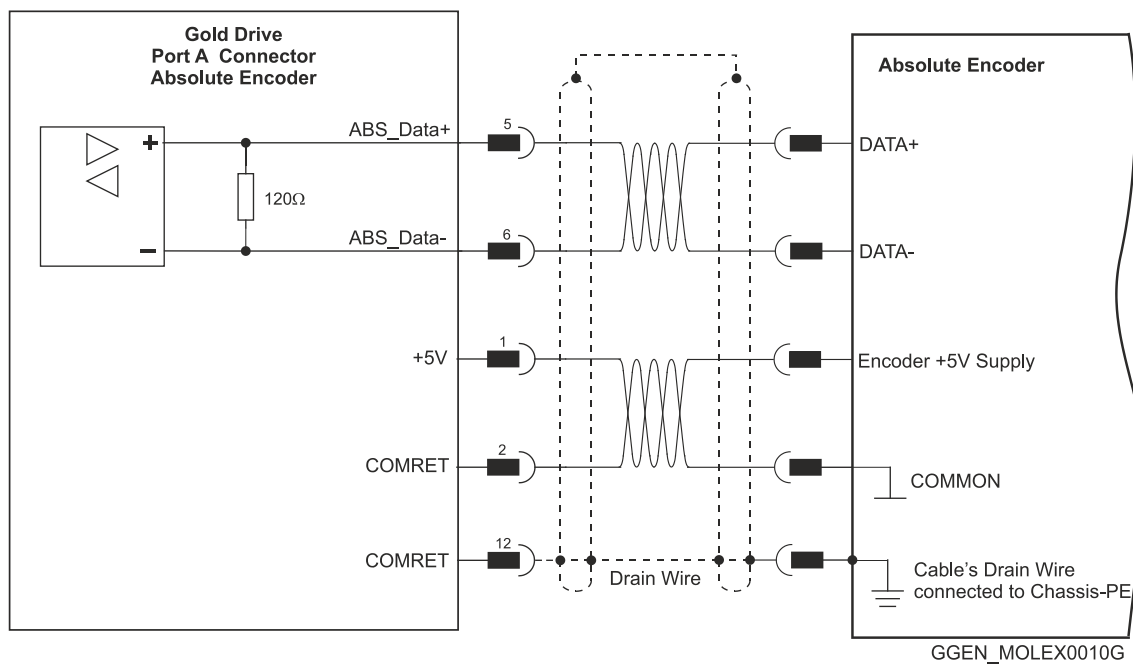 Gold Drive
Port A Connector
Absolute Encoder
Absolute Encoder
+
-
120Ω
ABS_Data+
5
DATA+
ABS_Data-
6
DATA-
+5V
1
Encoder +5V Supply
COMRET
2
COMMON
COMRET
12
Drain Wire
Cable's Drain Wire
connected to Chassis-PE
GGEN_MOLEX0010G